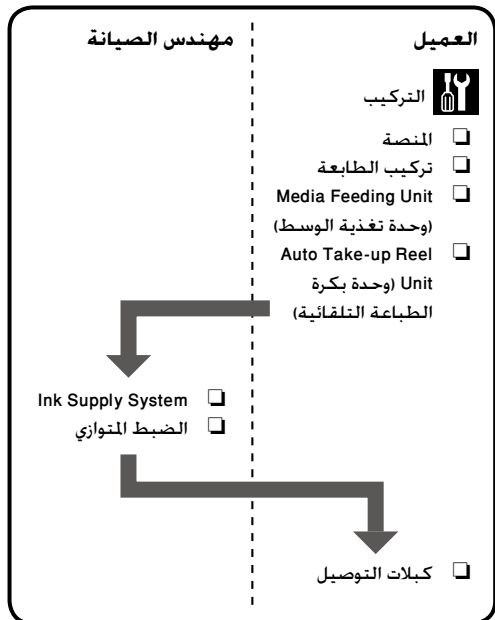 العميل
مهندس الصيانة
التركيب
❏ المنصة
❏ تركيب الطابعة
❏ Media Feeding Unit
(وحدة تغذية الوسط)
❏ Auto Take-up Reel
Unit (وحدة بكرة
الطباعة التلقائية)
❏ Ink Supply System
❏ الضبط المتوازي
❏ كبلات التوصيل